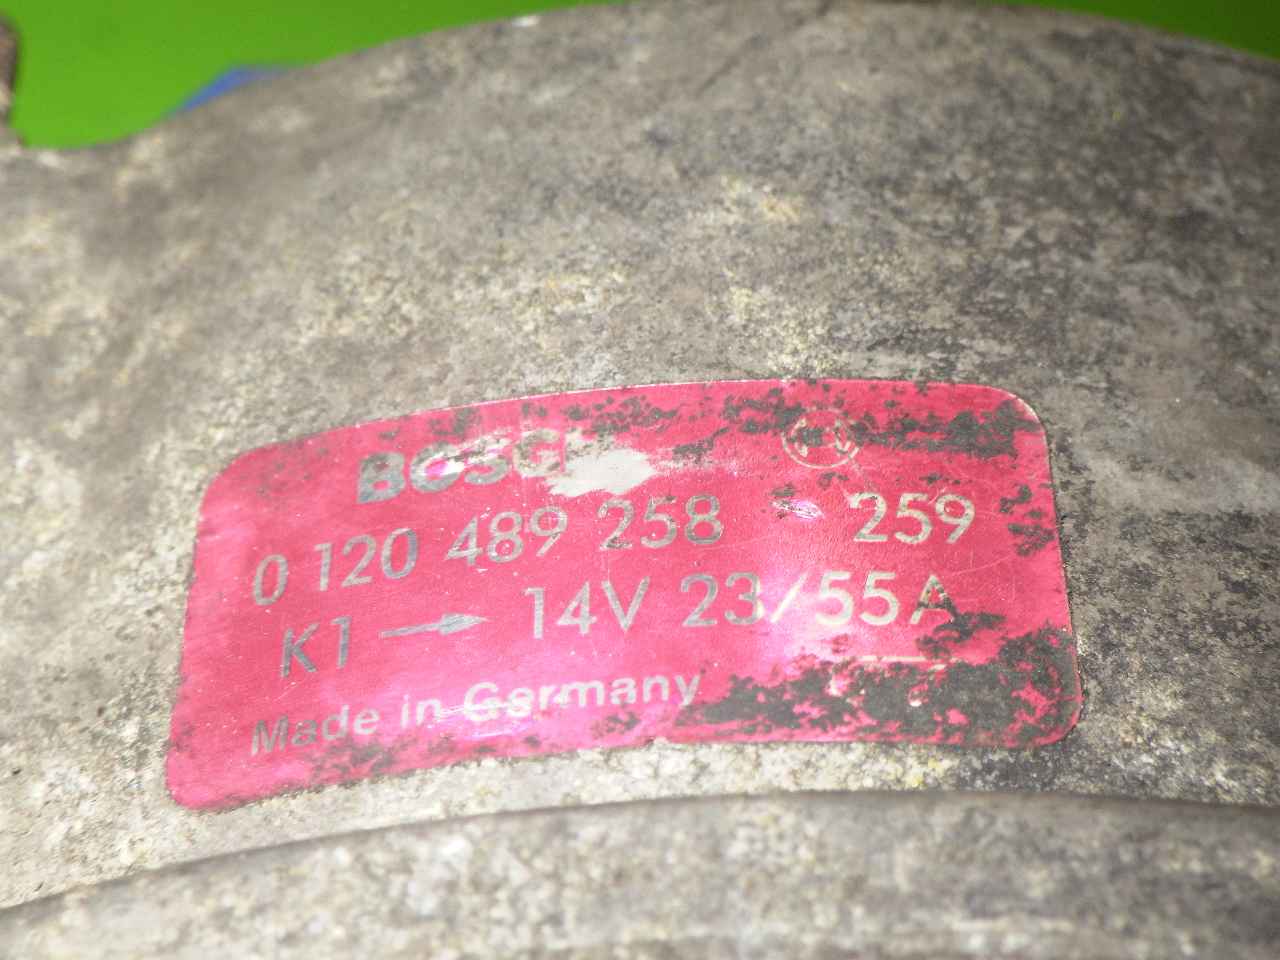 BOSCH
0 120 489 258 259
K1 → 14V 23/55A
Made in Germany